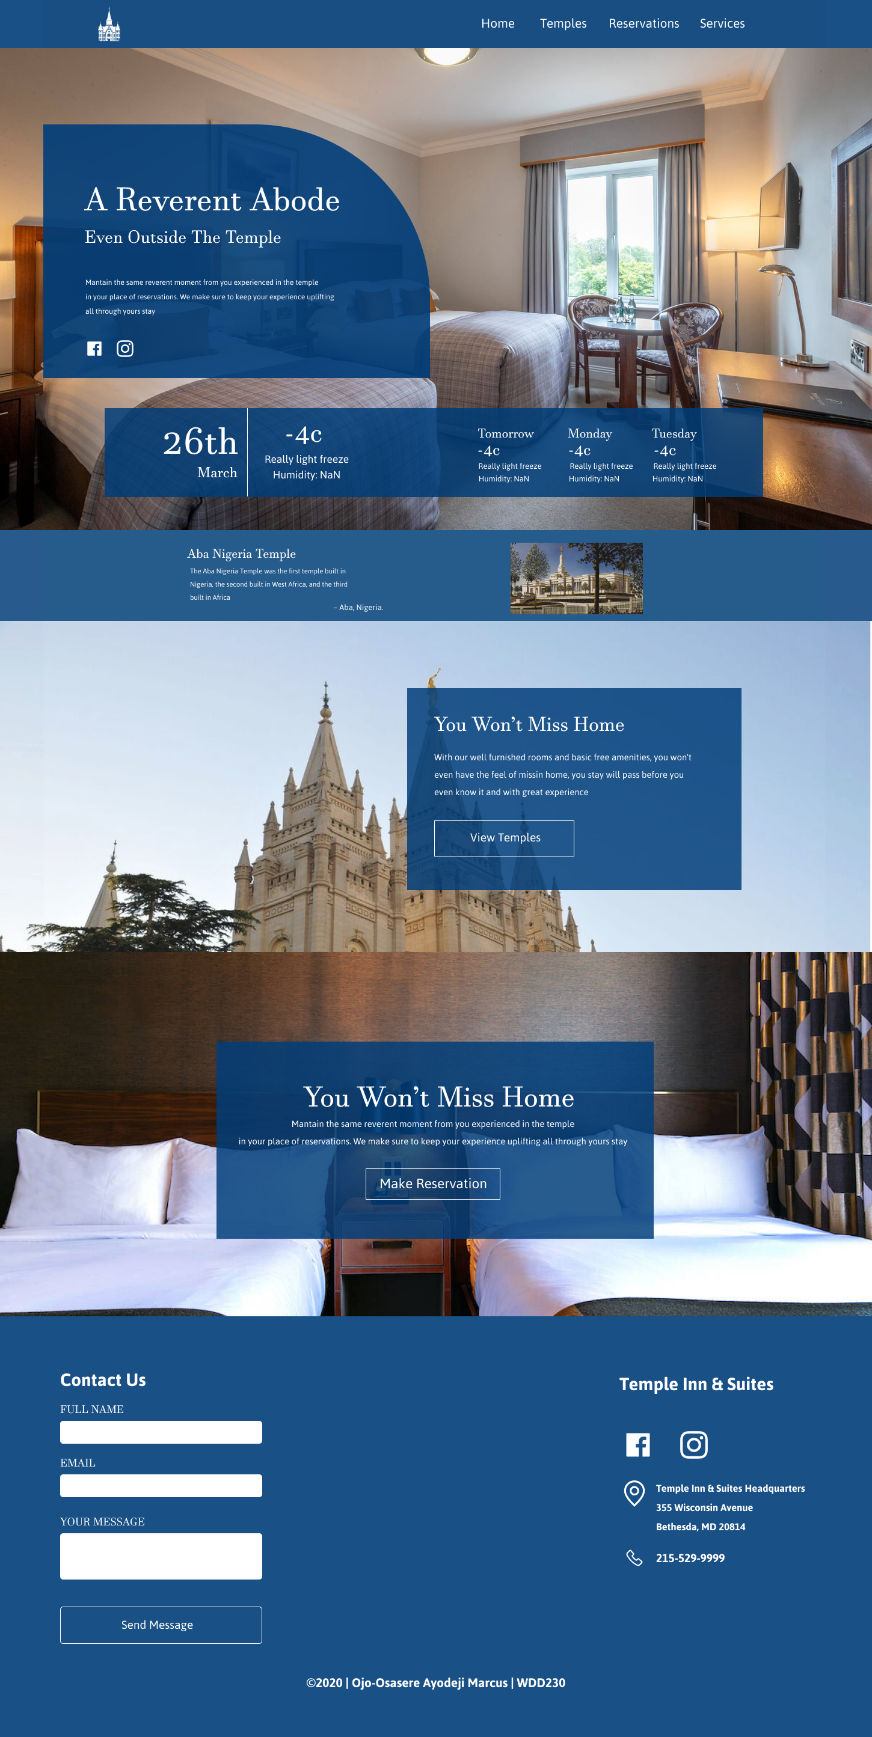 Home Temples Reservations Services
A Reverent Abode
Even Outside The Temple
Mantain the same reverent moment from you experienced in the temple
in your place of reservations. We make sure to keep your experience uplifting
all through yours stay
26th
March
-4c
Really light freeze
Humidity: NaN
Tomorrow
-4c
Really light freeze
Humidity: NaN
Monday
-4c
Really light freeze
Humidity: NaN
Tuesday
-4c
Really light freeze
Humidity: NaN
Aba Nigeria Temple
The Aba Nigeria Temple was the first temple built in
Nigeria, the second built in West Africa, and the third
built in Africa
– Aba, Nigeria.
You Won't Miss Home
With our well furnished rooms and basic free amenities, you won't
even have the feel of missin home, you stay will pass before you
even know it and with great experience
View Temples
You Won't Miss Home
Mantain the same reverent moment from you experienced in the temple
in your place of reservations. We make sure to keep your experience uplifting all through yours stay
Make Reservation
Contact Us
FULL NAME
EMAIL
YOUR MESSAGE
Send Message
Temple Inn & Suites
Temple Inn & Suites Headquarters
355 Wisconsin Avenue
Bethesda, MD 20814
215-529-9999
©2020 | Ojo-Osasere Ayodeji Marcus | WDD230